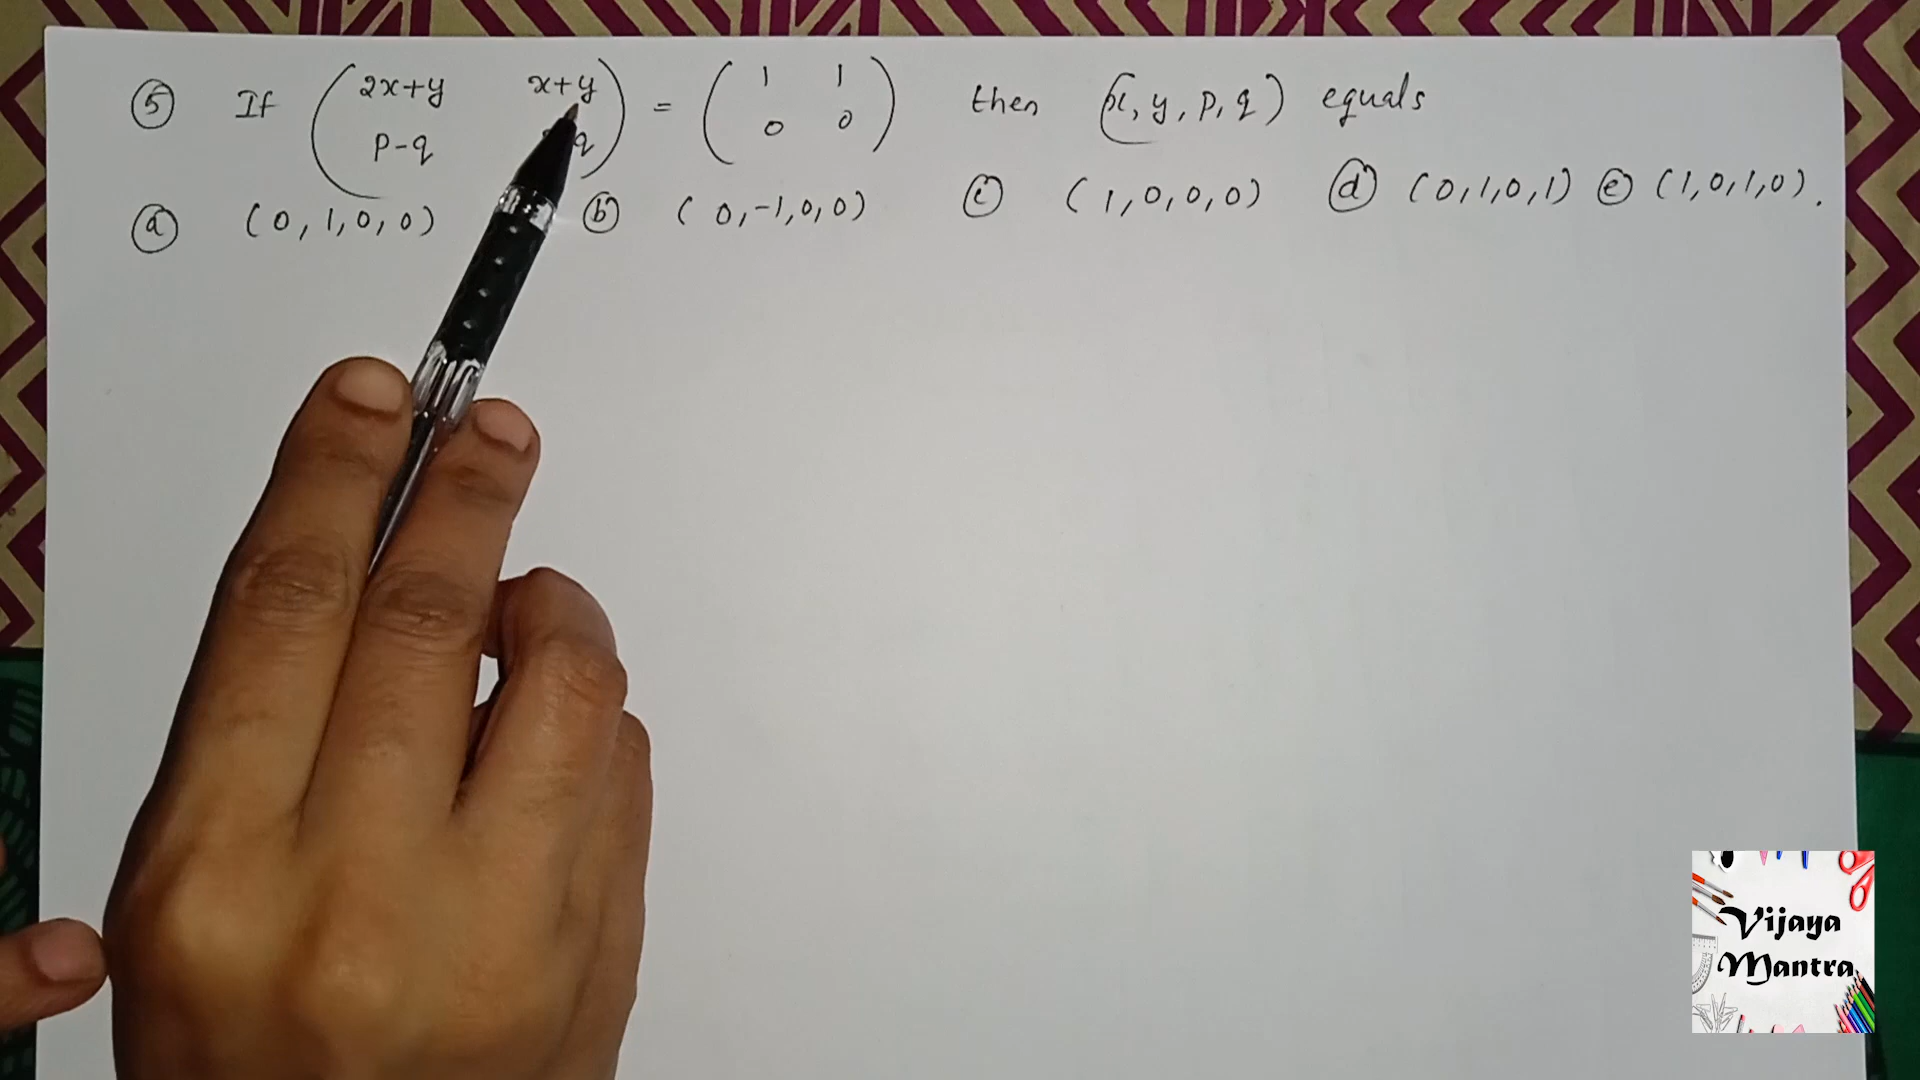 ⑤ If ( 2x+y x+y ) = ( 1 1 ) then (x, y, p, q) equals
p-q q 0 0
ⓐ (0, 1, 0, 0) ⓑ (0, -1, 0, 0) ⓒ (1, 0, 0, 0) ⓓ (0, 1, 0, 1) ⓔ (1, 0, 1, 0).
Vijaya
Mantra